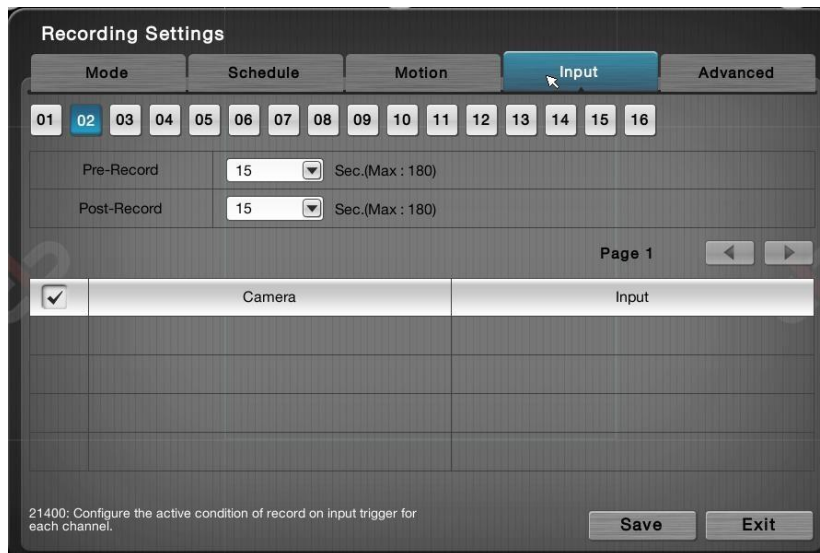 Recording Settings
Mode Schedule Motion Input Advanced
01 02 03 04 05 06 07 08 09 10 11 12 13 14 15 16
Pre-Record 15 Sec.(Max : 180)
Post-Record 15 Sec.(Max : 180)
Page 1
Camera Input
21400: Configure the active condition of record on input trigger for
each channel.
Save Exit